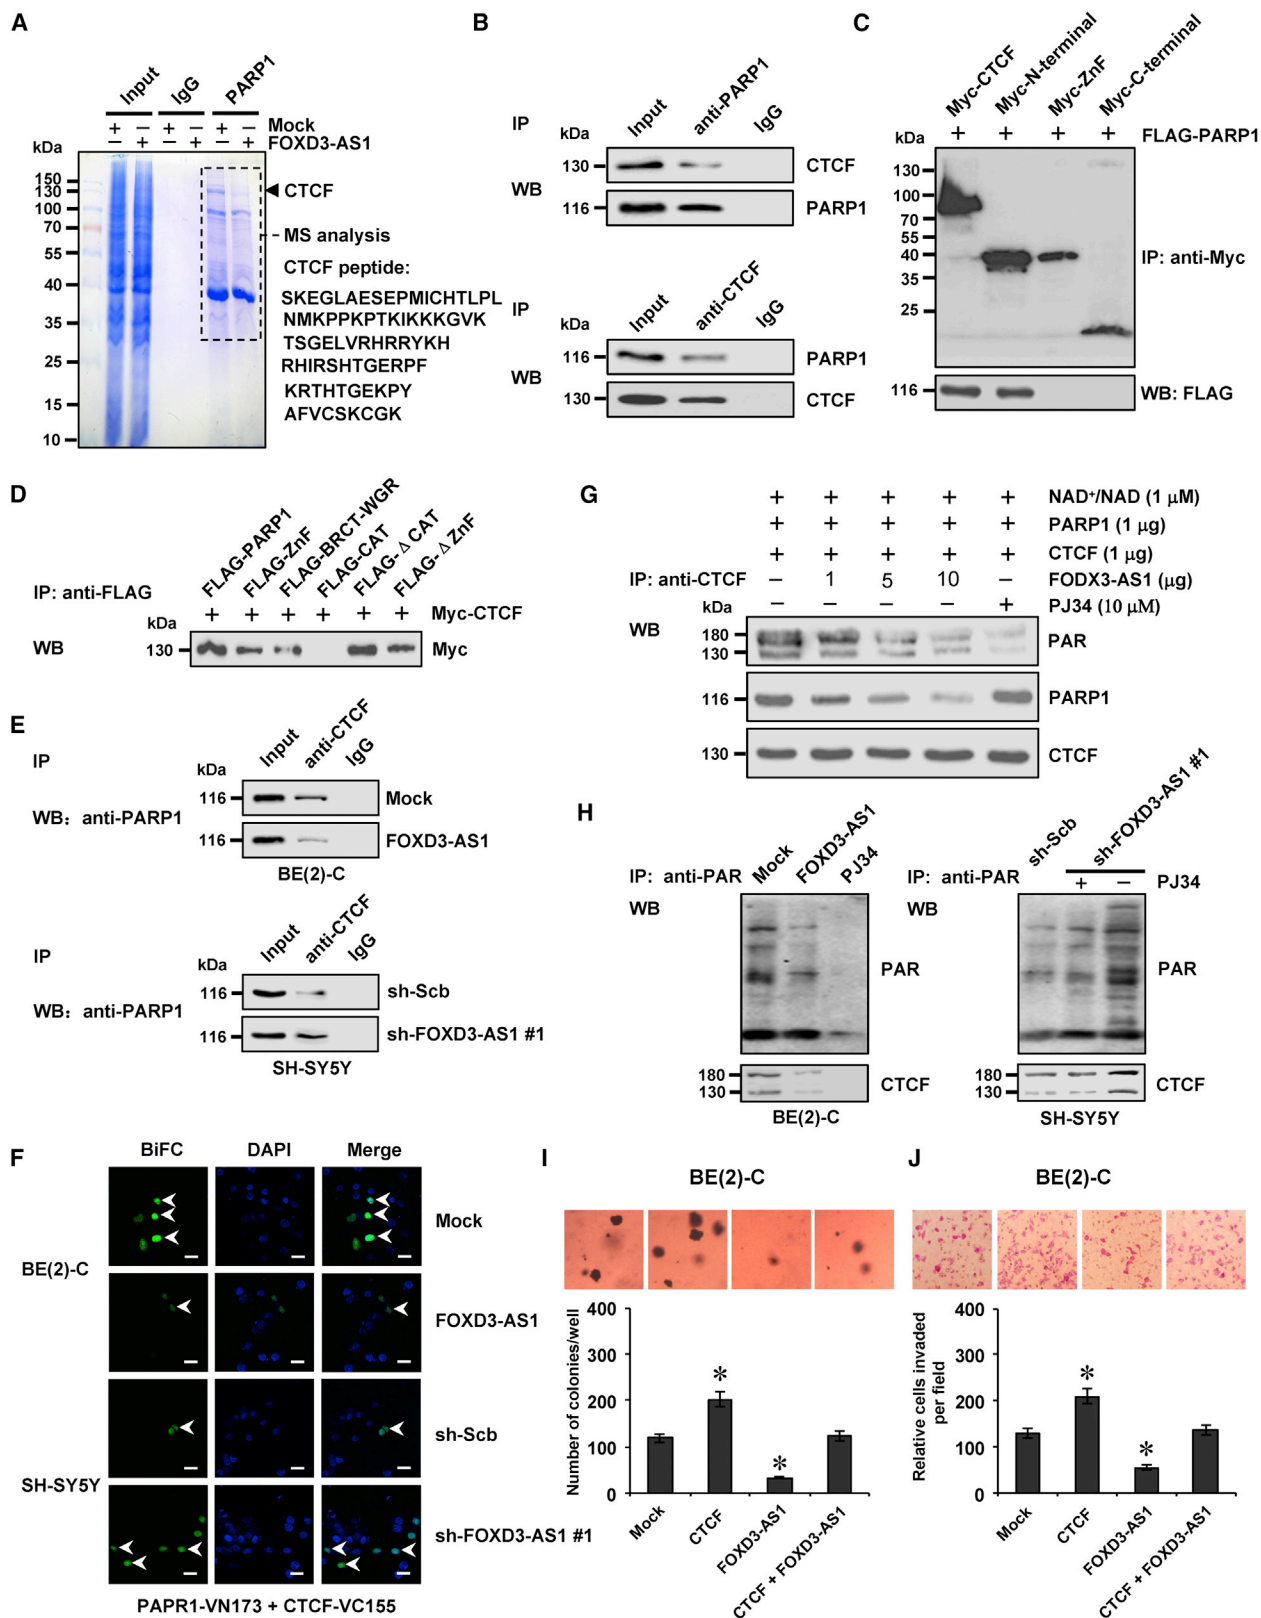 A
Input
IgG
PARP1
+ − + − + − Mock
− + − + − + FOXD3-AS1
kDa
150
130
100
70
55
40
35
25
15
10
CTCF
MS analysis
CTCF peptide:
SKEGLAESEPMICHTLPL
NMKPPKPTKIKKKGVK
TSGELVRHRRYKH
RHIRSHTGERPF
KRTHTGEKPY
AFVCSKCGK
B
IP
Input
anti-PARP1
IgG
kDa
WB
130
CTCF
116
PARP1
IP
Input
anti-CTCF
IgG
kDa
WB
116
PARP1
130
CTCF
C
Myc-CTCF
Myc-N-terminal
Myc-ZnF
Myc-C-terminal
kDa
+ + + + FLAG-PARP1
130
100
70
55
40
35
25
IP: anti-Myc
116
WB: FLAG
D
IP: anti-FLAG
FLAG-PARP1
FLAG-ZnF
FLAG-BRCT-WGR
FLAG-CAT
FLAG-Δ CAT
FLAG-Δ ZnF
+ + + + + + Myc-CTCF
kDa
WB
130
Myc
E
IP
Input
anti-CTCF
IgG
kDa
WB: anti-PARP1
116
Mock
116
FOXD3-AS1
BE(2)-C
IP
Input
anti-CTCF
IgG
kDa
WB: anti-PARP1
116
sh-Scb
116
sh-FOXD3-AS1 #1
SH-SY5Y
G
+ + + + + NAD⁺/NAD (1 μM)
+ + + + + PARP1 (1 μg)
+ + + + + CTCF (1 μg)
IP: anti-CTCF
− 1 5 10 − FODX3-AS1 (μg)
− − − − + PJ34 (10 μM)
kDa
WB
180
130
PAR
116
PARP1
130
CTCF
H
IP: anti-PAR
Mock
FOXD3-AS1
PJ34
WB
PAR
180
130
CTCF
BE(2)-C
IP: anti-PAR
sh-Scb
sh-FOXD3-AS1 #1
+ − PJ34
WB
PAR
180
130
CTCF
SH-SY5Y
F
BiFC
DAPI
Merge
BE(2)-C
Mock
FOXD3-AS1
SH-SY5Y
sh-Scb
sh-FOXD3-AS1 #1
PAPR1-VN173 + CTCF-VC155
I
BE(2)-C
Number of colonies/well
400
300
200
100
0
*
*
Mock
CTCF
FOXD3-AS1
CTCF + FOXD3-AS1
J
BE(2)-C
Relative cells invaded
per field
400
300
200
100
0
*
*
Mock
CTCF
FOXD3-AS1
CTCF + FOXD3-AS1